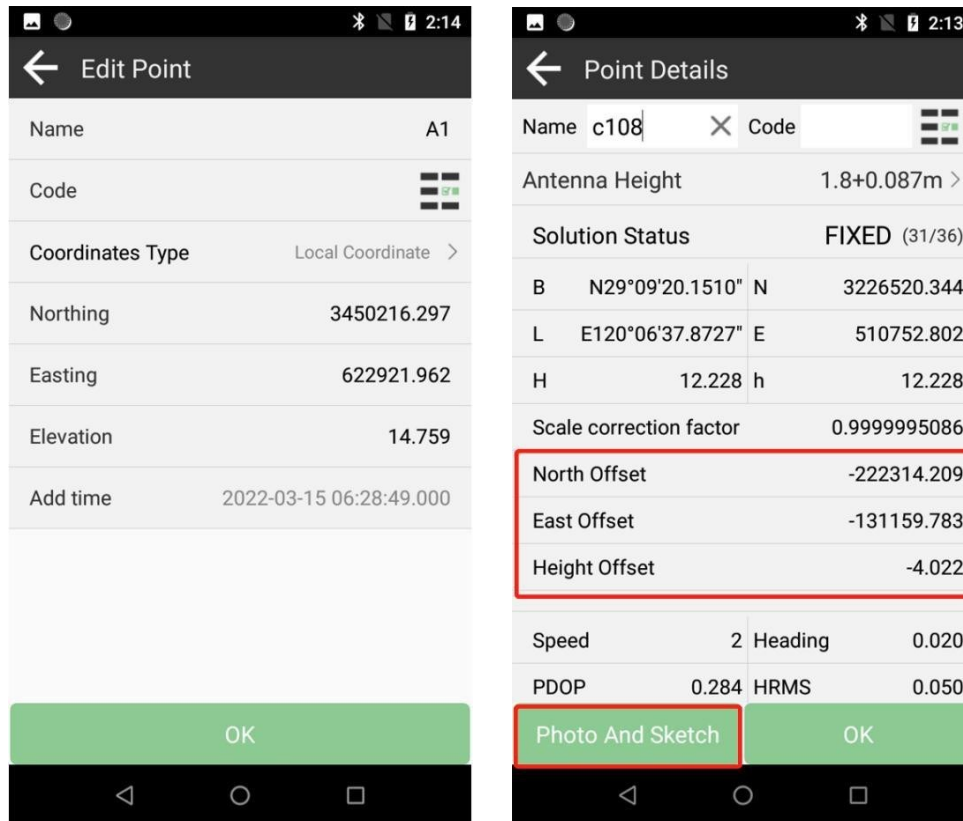 2:14
Edit Point
Name A1
Code
Coordinates Type Local Coordinate >
Northing 3450216.297
Easting 622921.962
Elevation 14.759
Add time 2022-03-15 06:28:49.000
OK
2:13
Point Details
Name c108 Code
Antenna Height 1.8+0.087m >
Solution Status FIXED (31/36)
B N29°09'20.1510" N 3226520.344
L E120°06'37.8727" E 510752.802
H 12.228 h 12.228
Scale correction factor 0.9999995086
North Offset -222314.209
East Offset -131159.783
Height Offset -4.022
Speed 2 Heading 0.020
PDOP 0.284 HRMS 0.050
Photo And Sketch OK